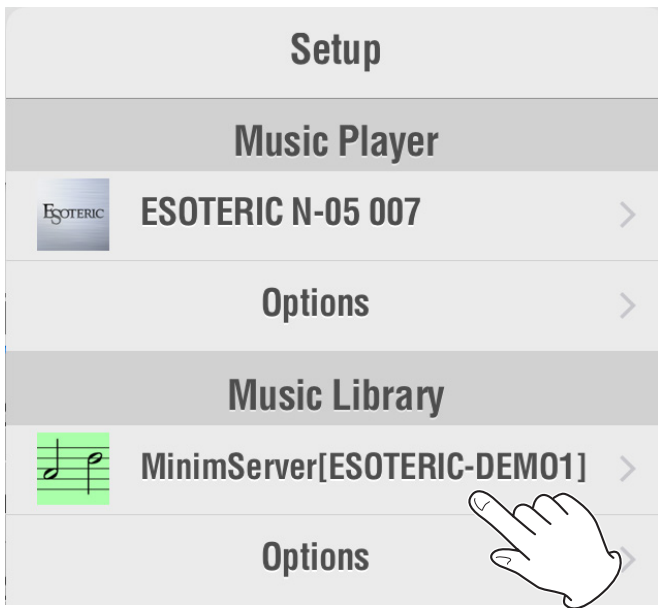 Setup
Music Player
ESOTERIC
ESOTERIC N-05 007
Options
Music Library
MinimServer[ESOTERIC-DEMO1]
Options